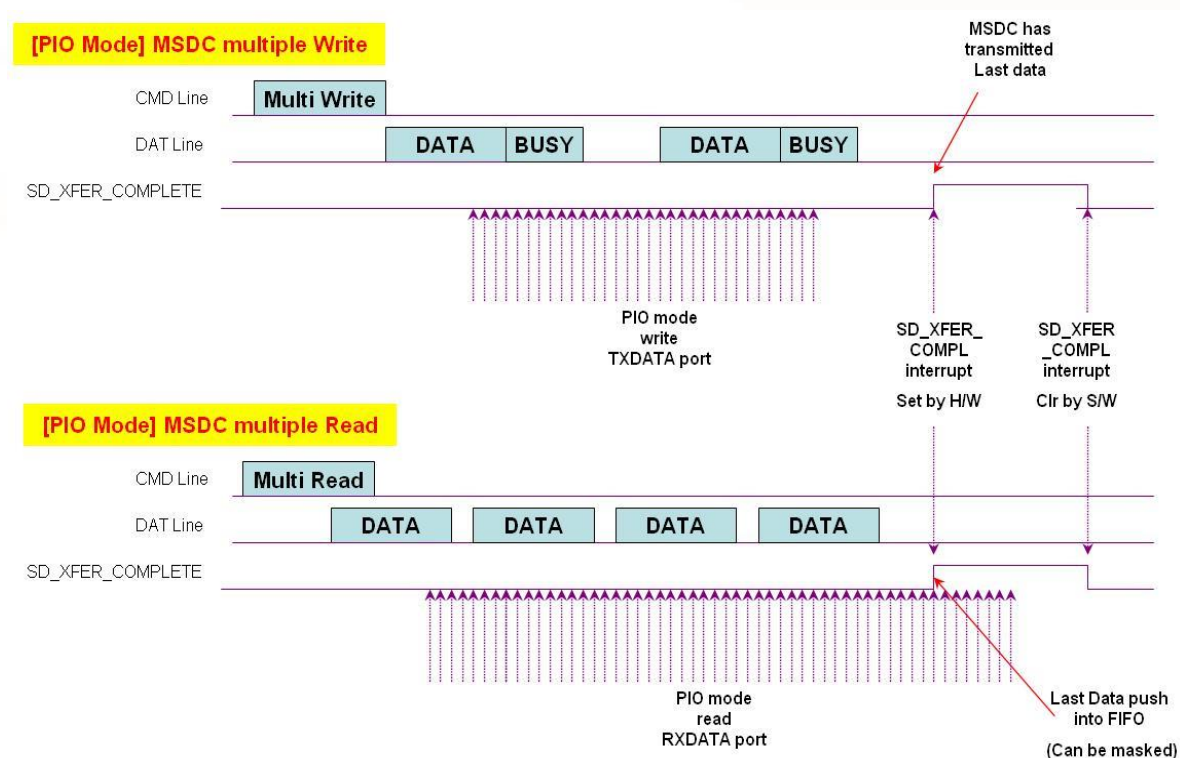 [PIO Mode] MSDC multiple Write
MSDC has
transmitted
Last data
CMD Line
Multi Write
DAT Line
DATA
BUSY
DATA
BUSY
SD_XFER_COMPLETE
PIO mode
write
TXDATA port
SD_XFER_
COMPL
interrupt
Set by H/W
SD_XFER
_COMPL
interrupt
Clr by S/W
[PIO Mode] MSDC multiple Read
CMD Line
Multi Read
DAT Line
DATA
DATA
DATA
DATA
SD_XFER_COMPLETE
PIO mode
read
RXDATA port
Last Data push
into FIFO
(Can be masked)